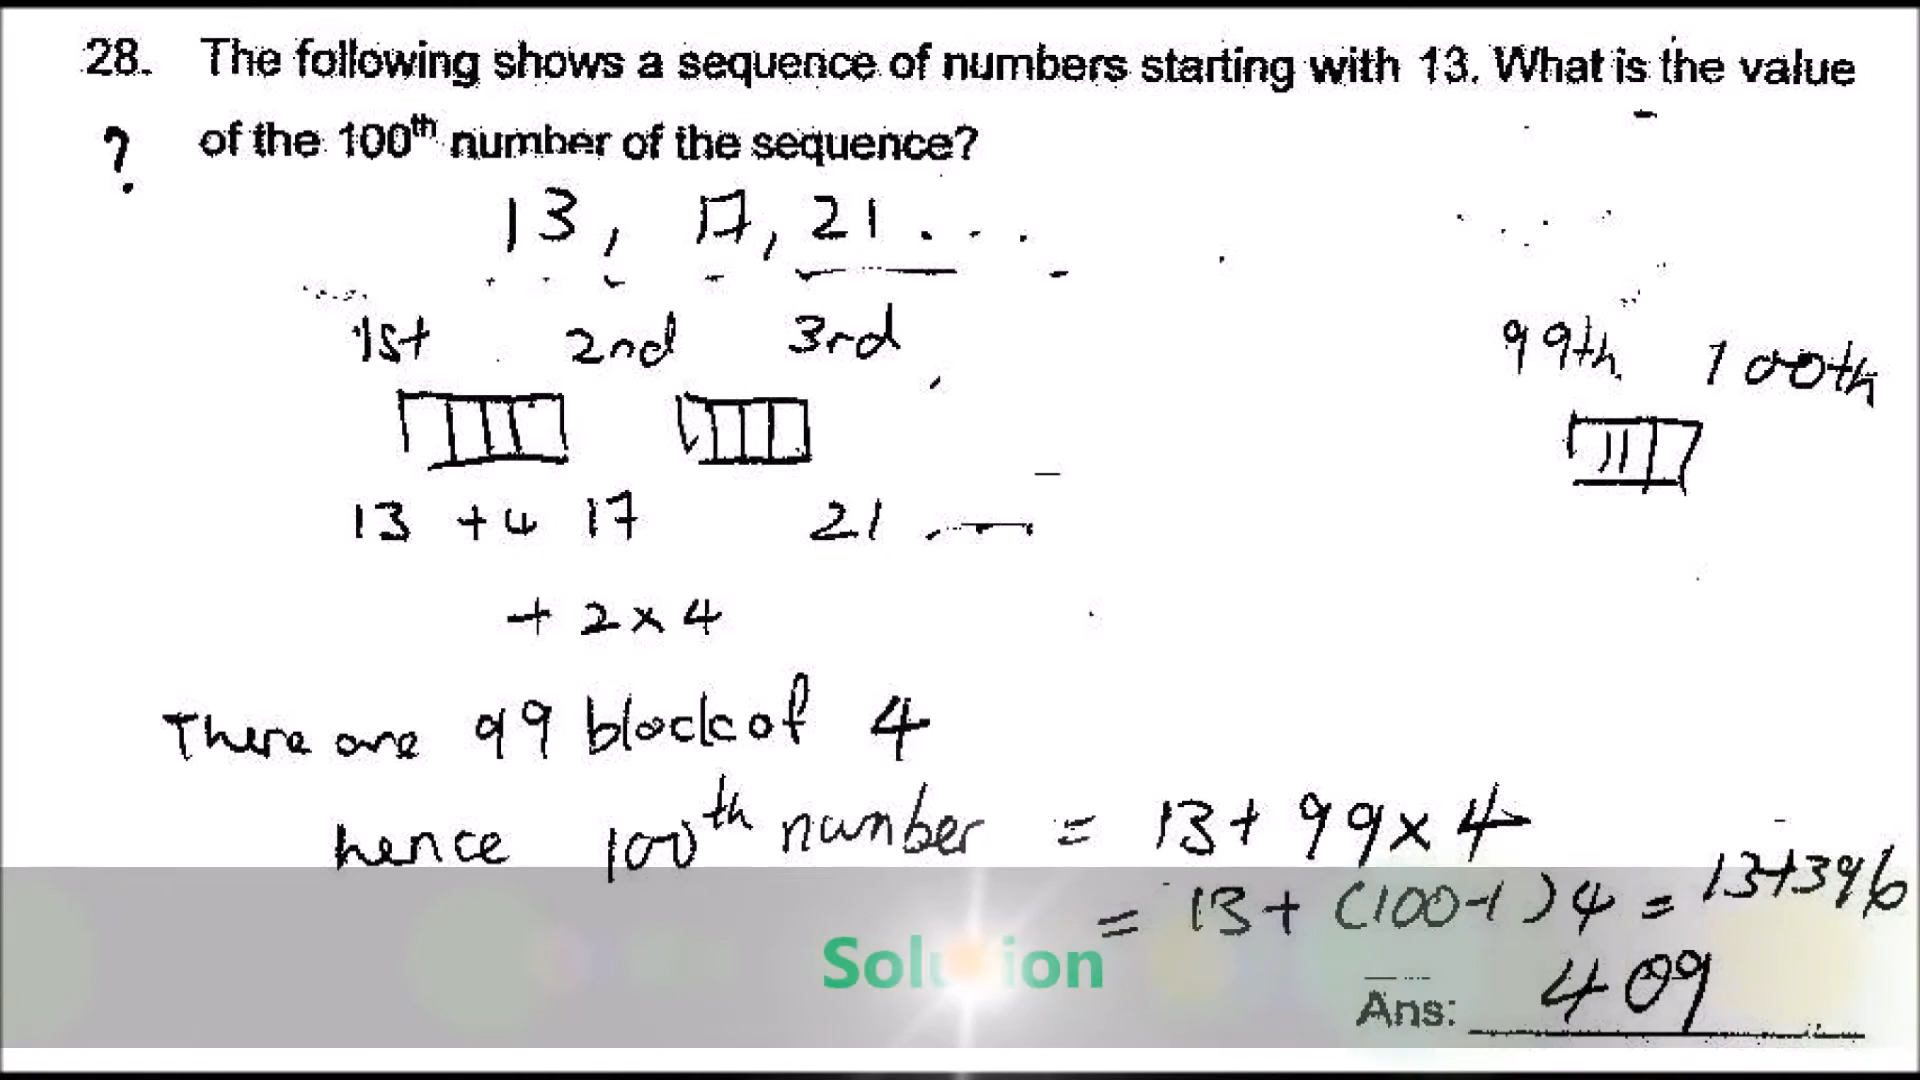 28. The following shows a sequence of numbers starting with 13. What is the value
? of the 100th number of the sequence?
13, 17, 21 . . .
1st 2nd 3rd 99th 100th
13 +4 17 21
+ 2 x 4
There are 99 block of 4
hence 100th number = 13 + 99 x 4
= 13 + (100-1)4 = 13+396
Solution
Ans: 409